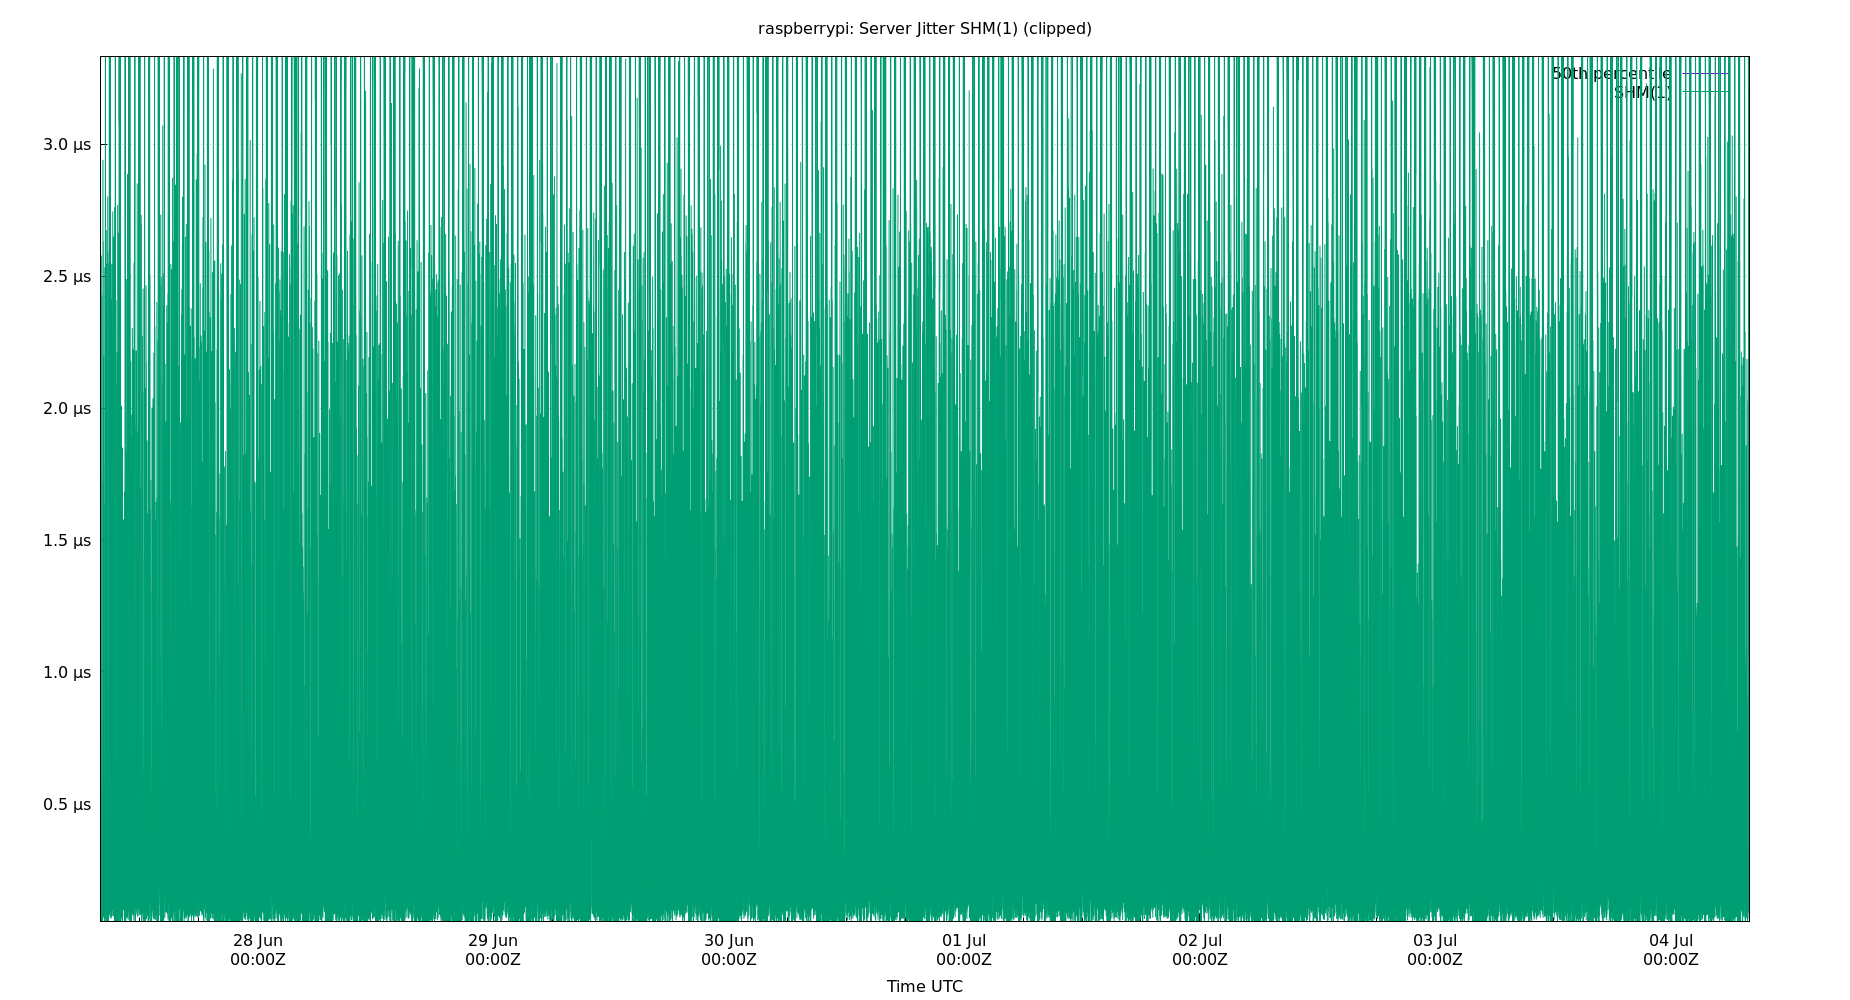 raspberrypi: Server Jitter SHM(1) (clipped)
50th percentile
SHM(1)
3.0 µs
2.5 µs
2.0 µs
1.5 µs
1.0 µs
0.5 µs
28 Jun 29 Jun 30 Jun 01 Jul 02 Jul 03 Jul 04 Jul
00:00Z 00:00Z 00:00Z 00:00Z 00:00Z 00:00Z 00:00Z
Time UTC